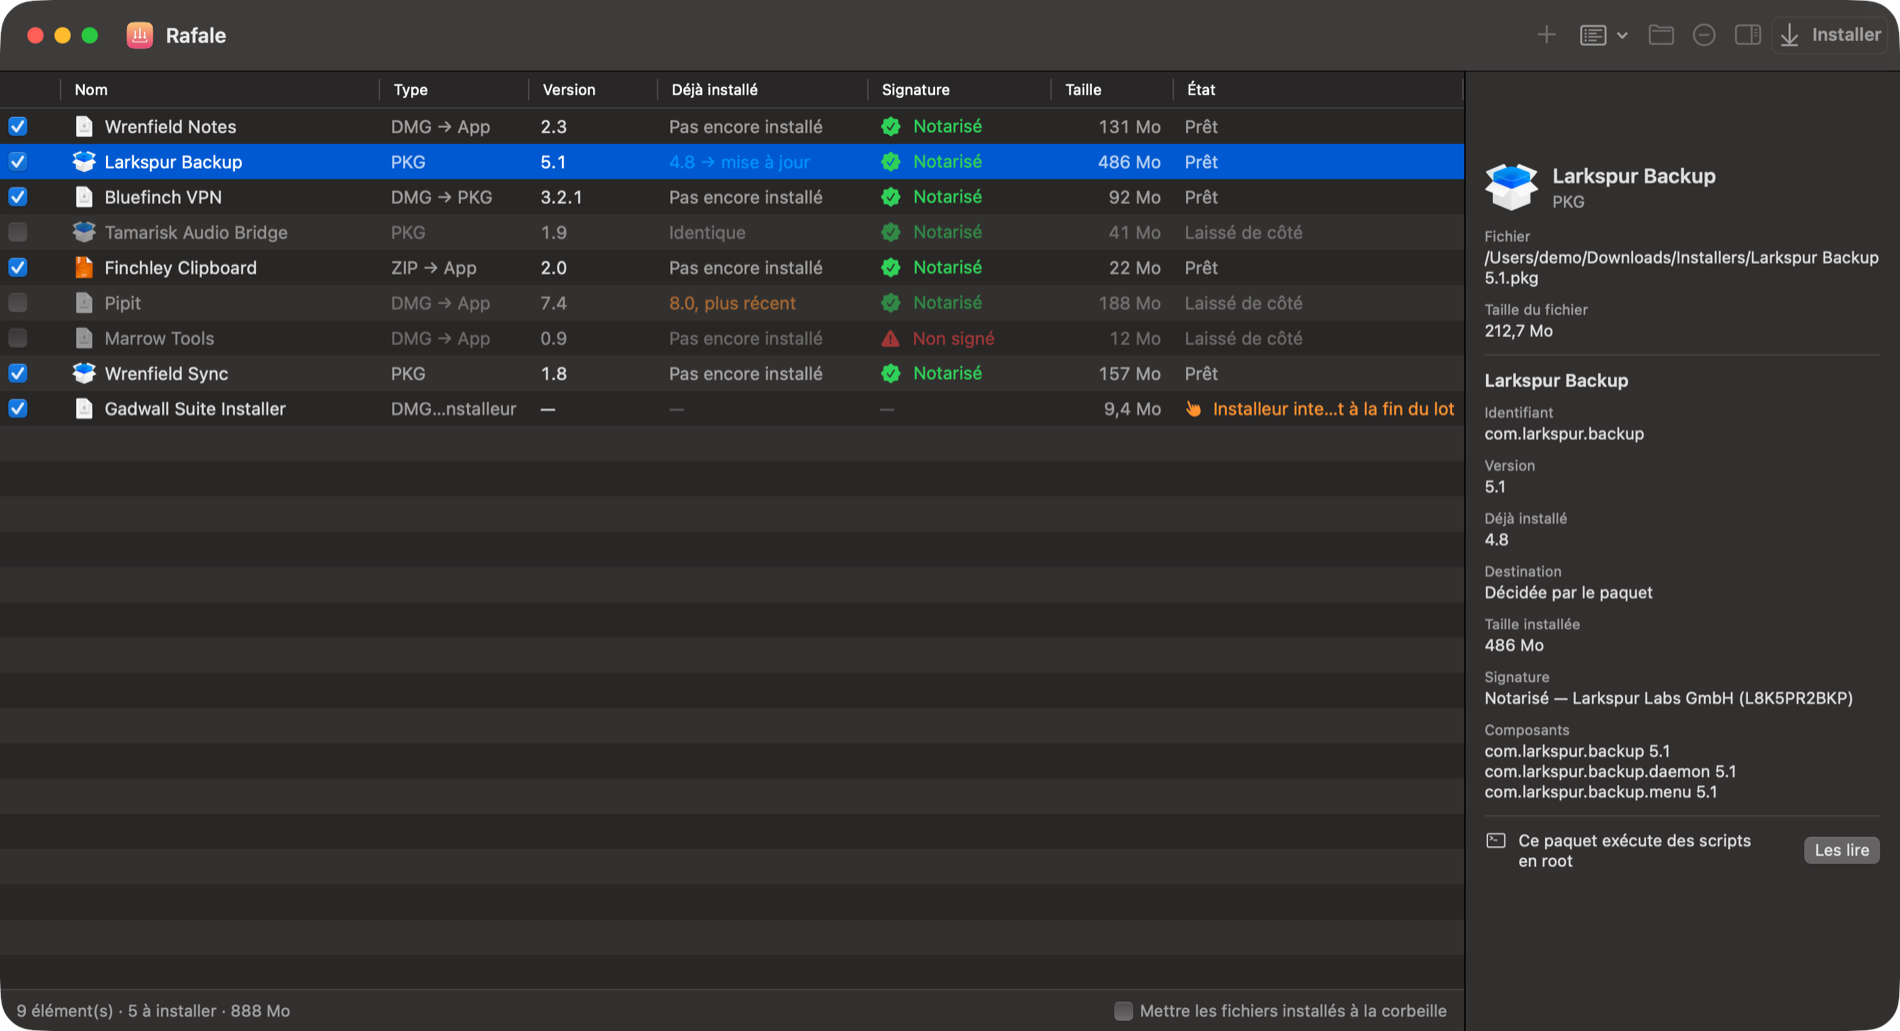 Rafale
Installer
Nom Type Version Déjà installé Signature Taille État
Wrenfield Notes DMG → App 2.3 Pas encore installé Notarisé 131 Mo Prêt
Larkspur Backup PKG 5.1 4.8 → mise à jour Notarisé 486 Mo Prêt
Bluefinch VPN DMG → PKG 3.2.1 Pas encore installé Notarisé 92 Mo Prêt
Tamarisk Audio Bridge PKG 1.9 Identique Notarisé 41 Mo Laissé de côté
Finchley Clipboard ZIP → App 2.0 Pas encore installé Notarisé 22 Mo Prêt
Pipit DMG → App 7.4 8.0, plus récent Notarisé 188 Mo Laissé de côté
Marrow Tools DMG → App 0.9 Pas encore installé Non signé 12 Mo Laissé de côté
Wrenfield Sync PKG 1.8 Pas encore installé Notarisé 157 Mo Prêt
Gadwall Suite Installer DMG...nstalleur — — — 9,4 Mo Installeur inte...t à la fin du lot
9 élément(s) · 5 à installer · 888 Mo
Mettre les fichiers installés à la corbeille
Larkspur Backup
PKG
Fichier
/Users/demo/Downloads/Installers/Larkspur Backup
5.1.pkg
Taille du fichier
212,7 Mo
Larkspur Backup
Identifiant
com.larkspur.backup
Version
5.1
Déjà installé
4.8
Destination
Décidée par le paquet
Taille installée
486 Mo
Signature
Notarisé — Larkspur Labs GmbH (L8K5PR2BKP)
Composants
com.larkspur.backup 5.1
com.larkspur.backup.daemon 5.1
com.larkspur.backup.menu 5.1
Ce paquet exécute des scripts
en root
Les lire